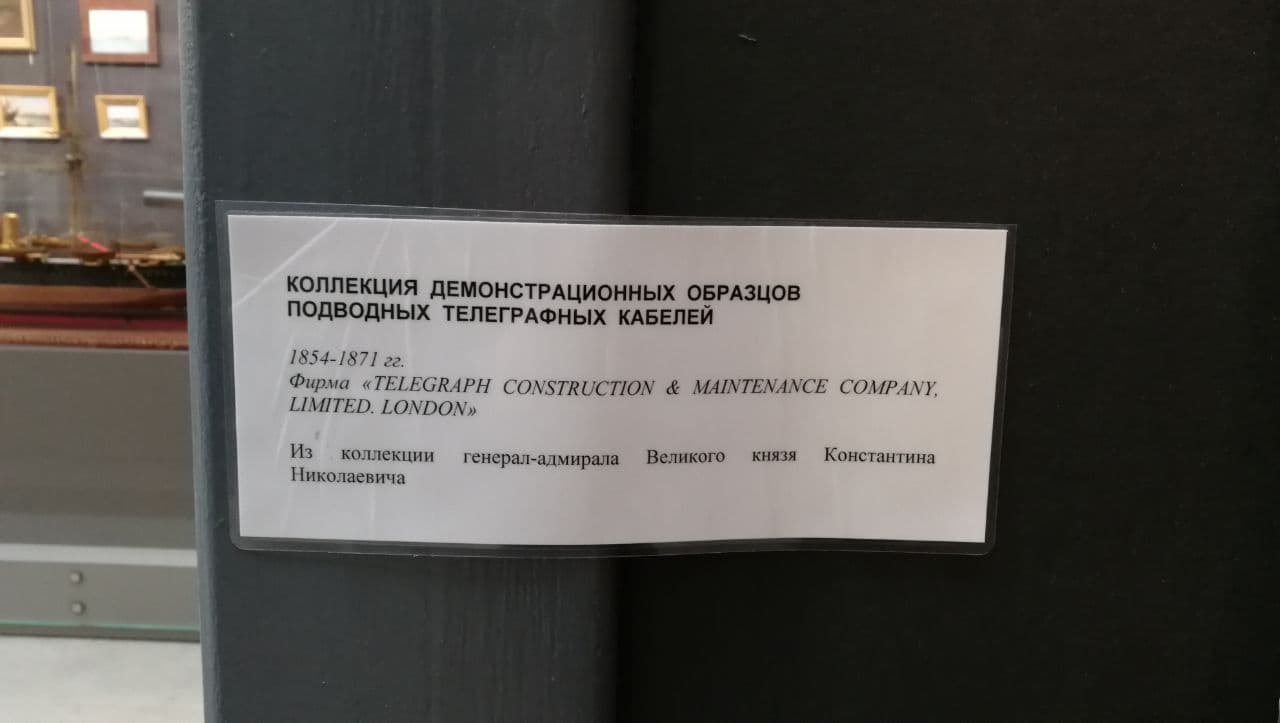 КОЛЛЕКЦИЯ ДЕМОНСТРАЦИОННЫХ ОБРАЗЦОВ
ПОДВОДНЫХ ТЕЛЕГРАФНЫХ КАБЕЛЕЙ
1854-1871 гг.
Фирма «TELEGRAPH CONSTRUCTION & MAINTENANCE COMPANY,
LIMITED. LONDON»
Из коллекции генерал-адмирала Великого князя Константина
Николаевича